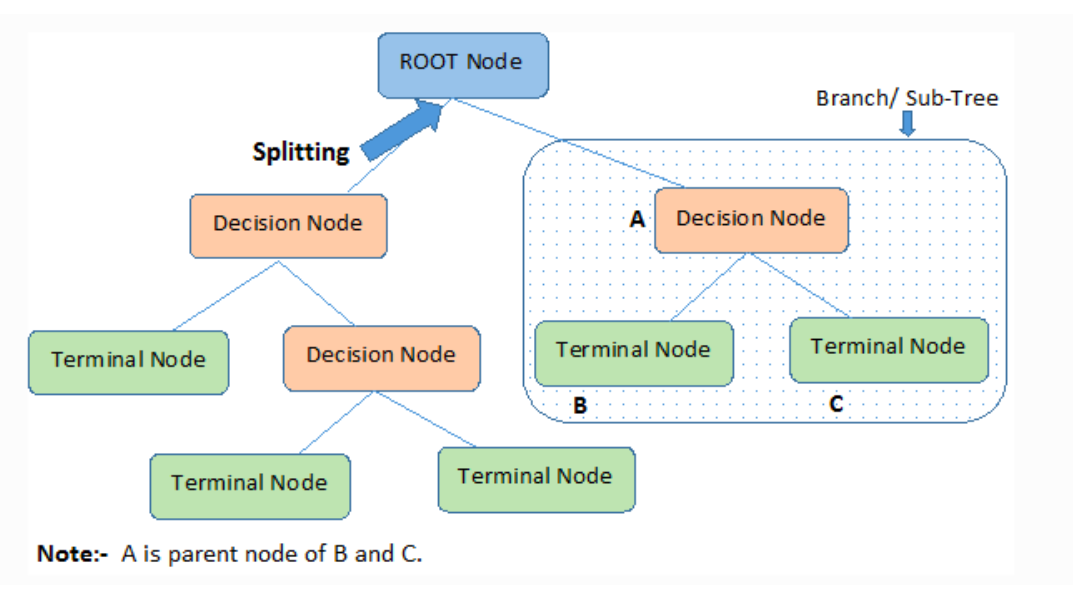 ROOT Node
Branch/ Sub-Tree
Splitting
Decision Node
A
Decision Node
Terminal Node
Decision Node
Terminal Node
Terminal Node
B
C
Terminal Node
Terminal Node
Note:- A is parent node of B and C.